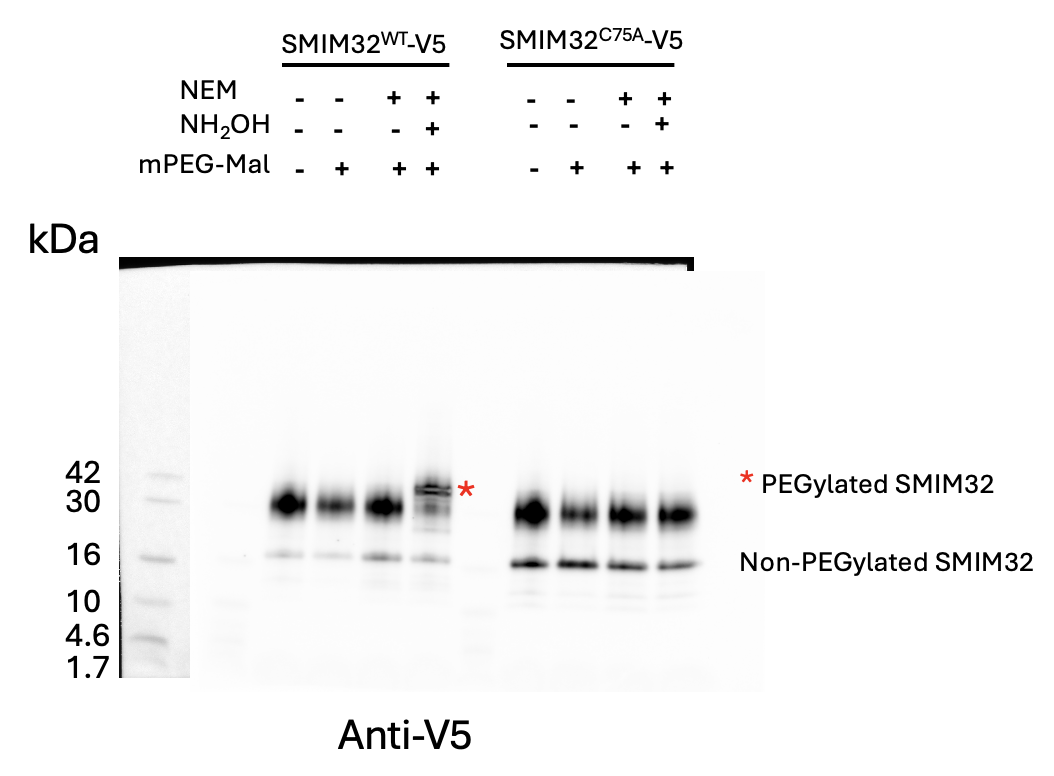 SMIM32WT-V5 SMIM32C75A-V5
NEM - - + + - - + +
NH2OH - - - + - - - +
mPEG-Mal - + + + - + + +
kDa
42
* * PEGylated SMIM32
30
16 Non-PEGylated SMIM32
10
4.6
1.7
Anti-V5